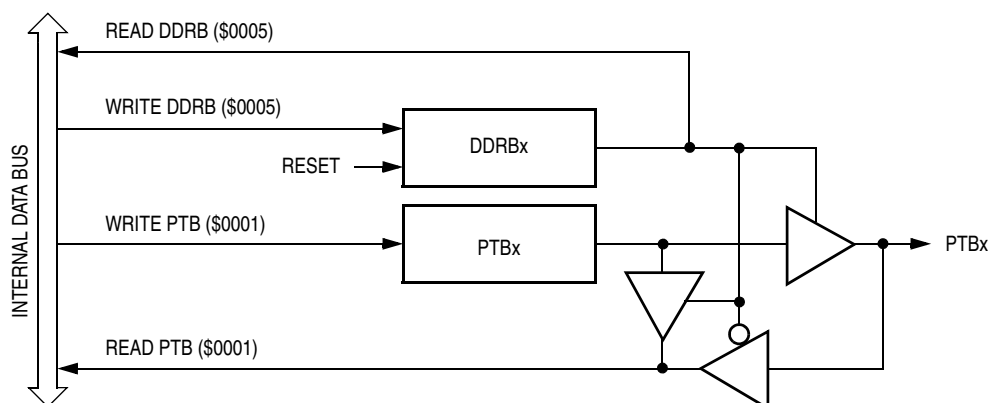 READ DDRB ($0005)
WRITE DDRB ($0005)
DDRBx
RESET
WRITE PTB ($0001)
PTBx
PTBx
READ PTB ($0001)
INTERNAL DATA BUS